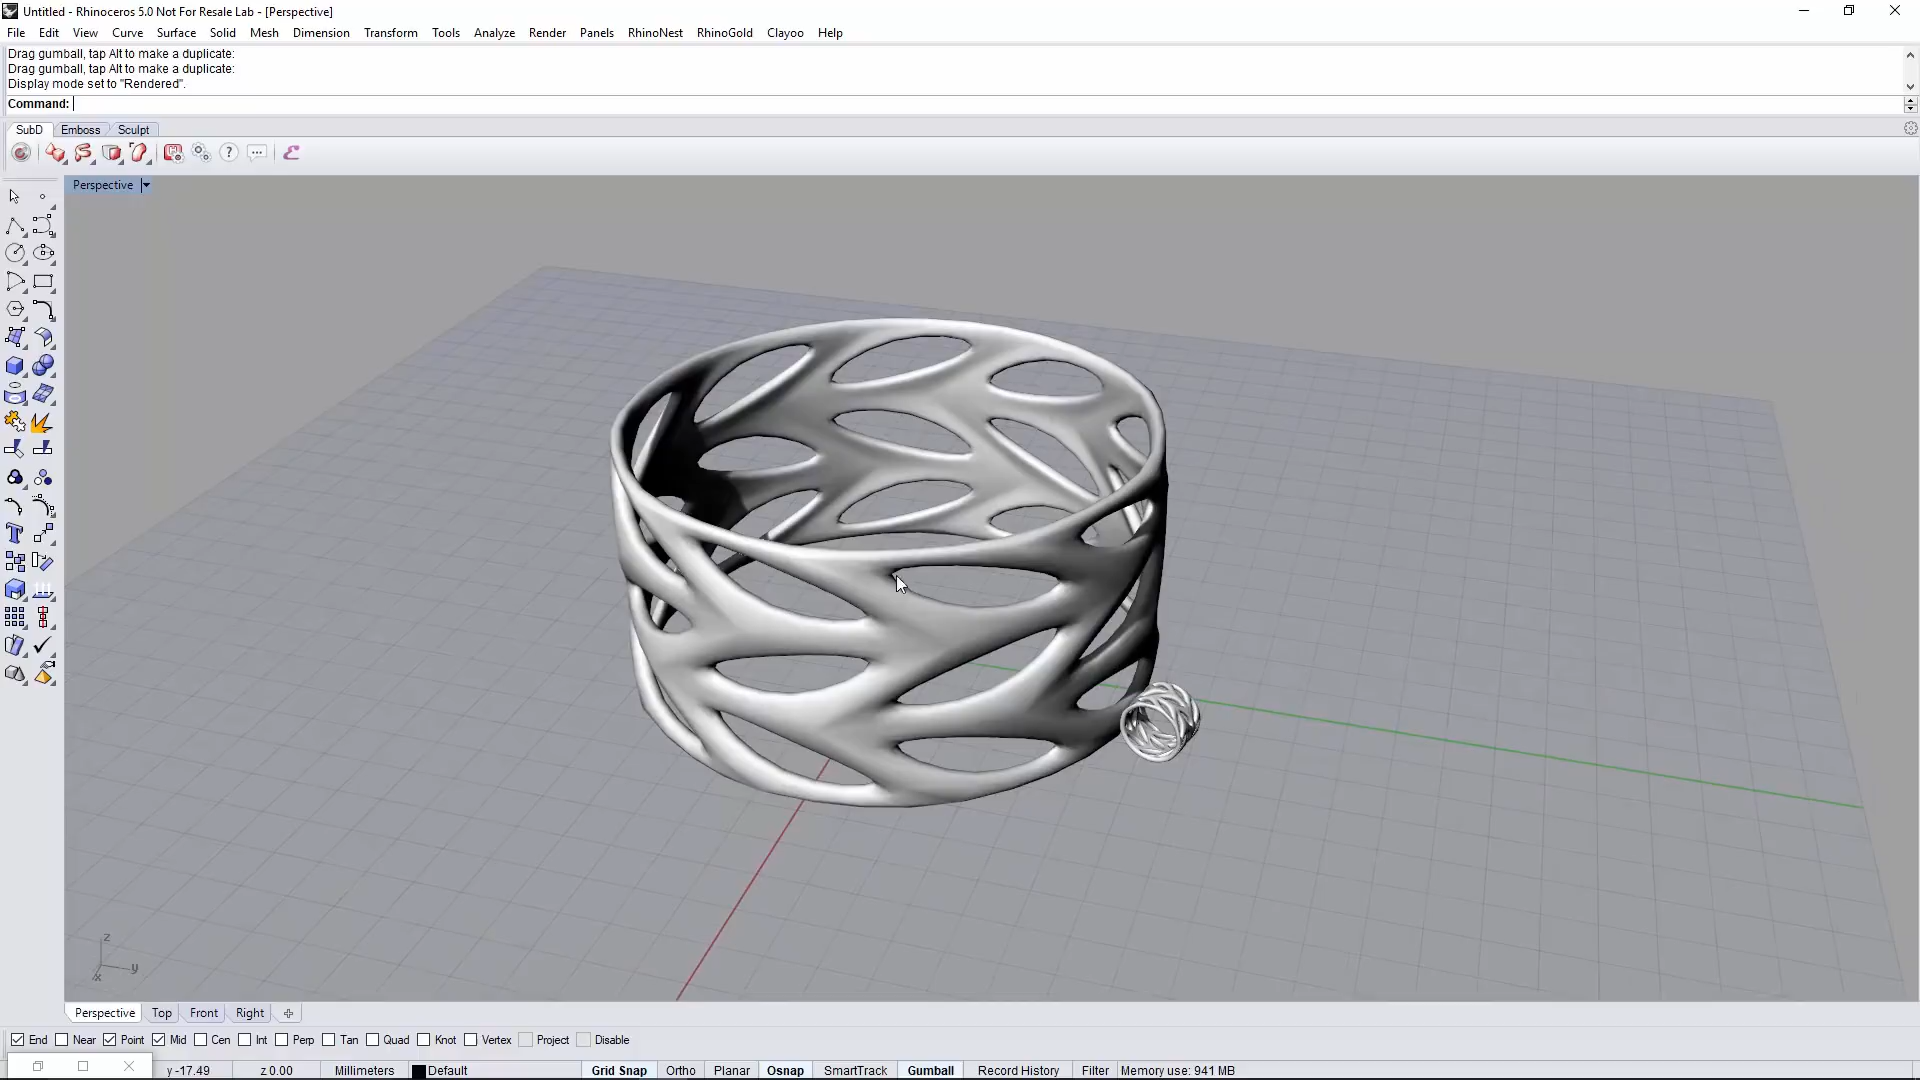 Untitled - Rhinoceros 5.0 Not For Resale Lab - [Perspective]
File Edit View Curve Surface Solid Mesh Dimension Transform Tools Analyze Render Panels RhinoNest RhinoGold Clayoo Help
Drag gumball, tap Alt to make a duplicate:
Drag gumball, tap Alt to make a duplicate:
Display mode set to "Rendered".
Command:
SubD Emboss Sculpt
Perspective
z
y
x
Perspective Top Front Right
End Near Point Mid Cen Int Perp Tan Quad Knot Vertex Project Disable
y -17.49 z 0.00 Millimeters Default Grid Snap Ortho Planar Osnap SmartTrack Gumball Record History Filter Memory use: 941 MB